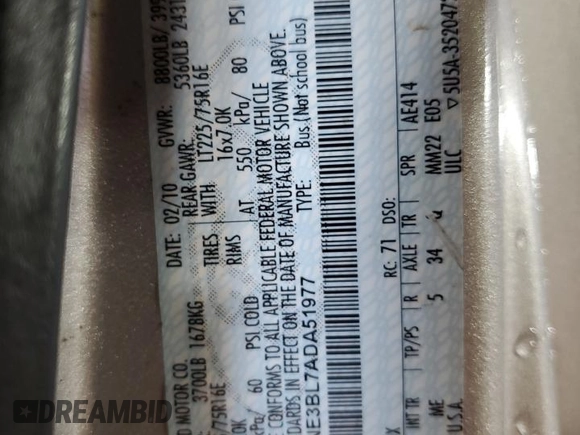 D MOTOR CO. DATE: 02/10 GVWR: 8800LB/ 399
3700LB 1678KG REAR GAWR: 5360LB 2431
/75R16E TIRES WITH: LT225/75R16E
0K RIMS 16x7.0K
kPa/ 60 PSI COLD AT 550 kPa/ 80 PSI
E CONFORMS TO ALL APPLICABLE FEDERAL MOTOR VEHICLE
DARDS IN EFFECT ON THE DATE OF MANUFACTURE SHOWN ABOVE.
NE3BL7ADA51977 TYPE: Bus (Not school bus)
X RC: 71 DSO:
INT TR TP/PS R AXLE TR SPR AE414
ME 5 34 MM22 E05
U.S.A. ULC ▽5U5A-3520472
DREAMBID